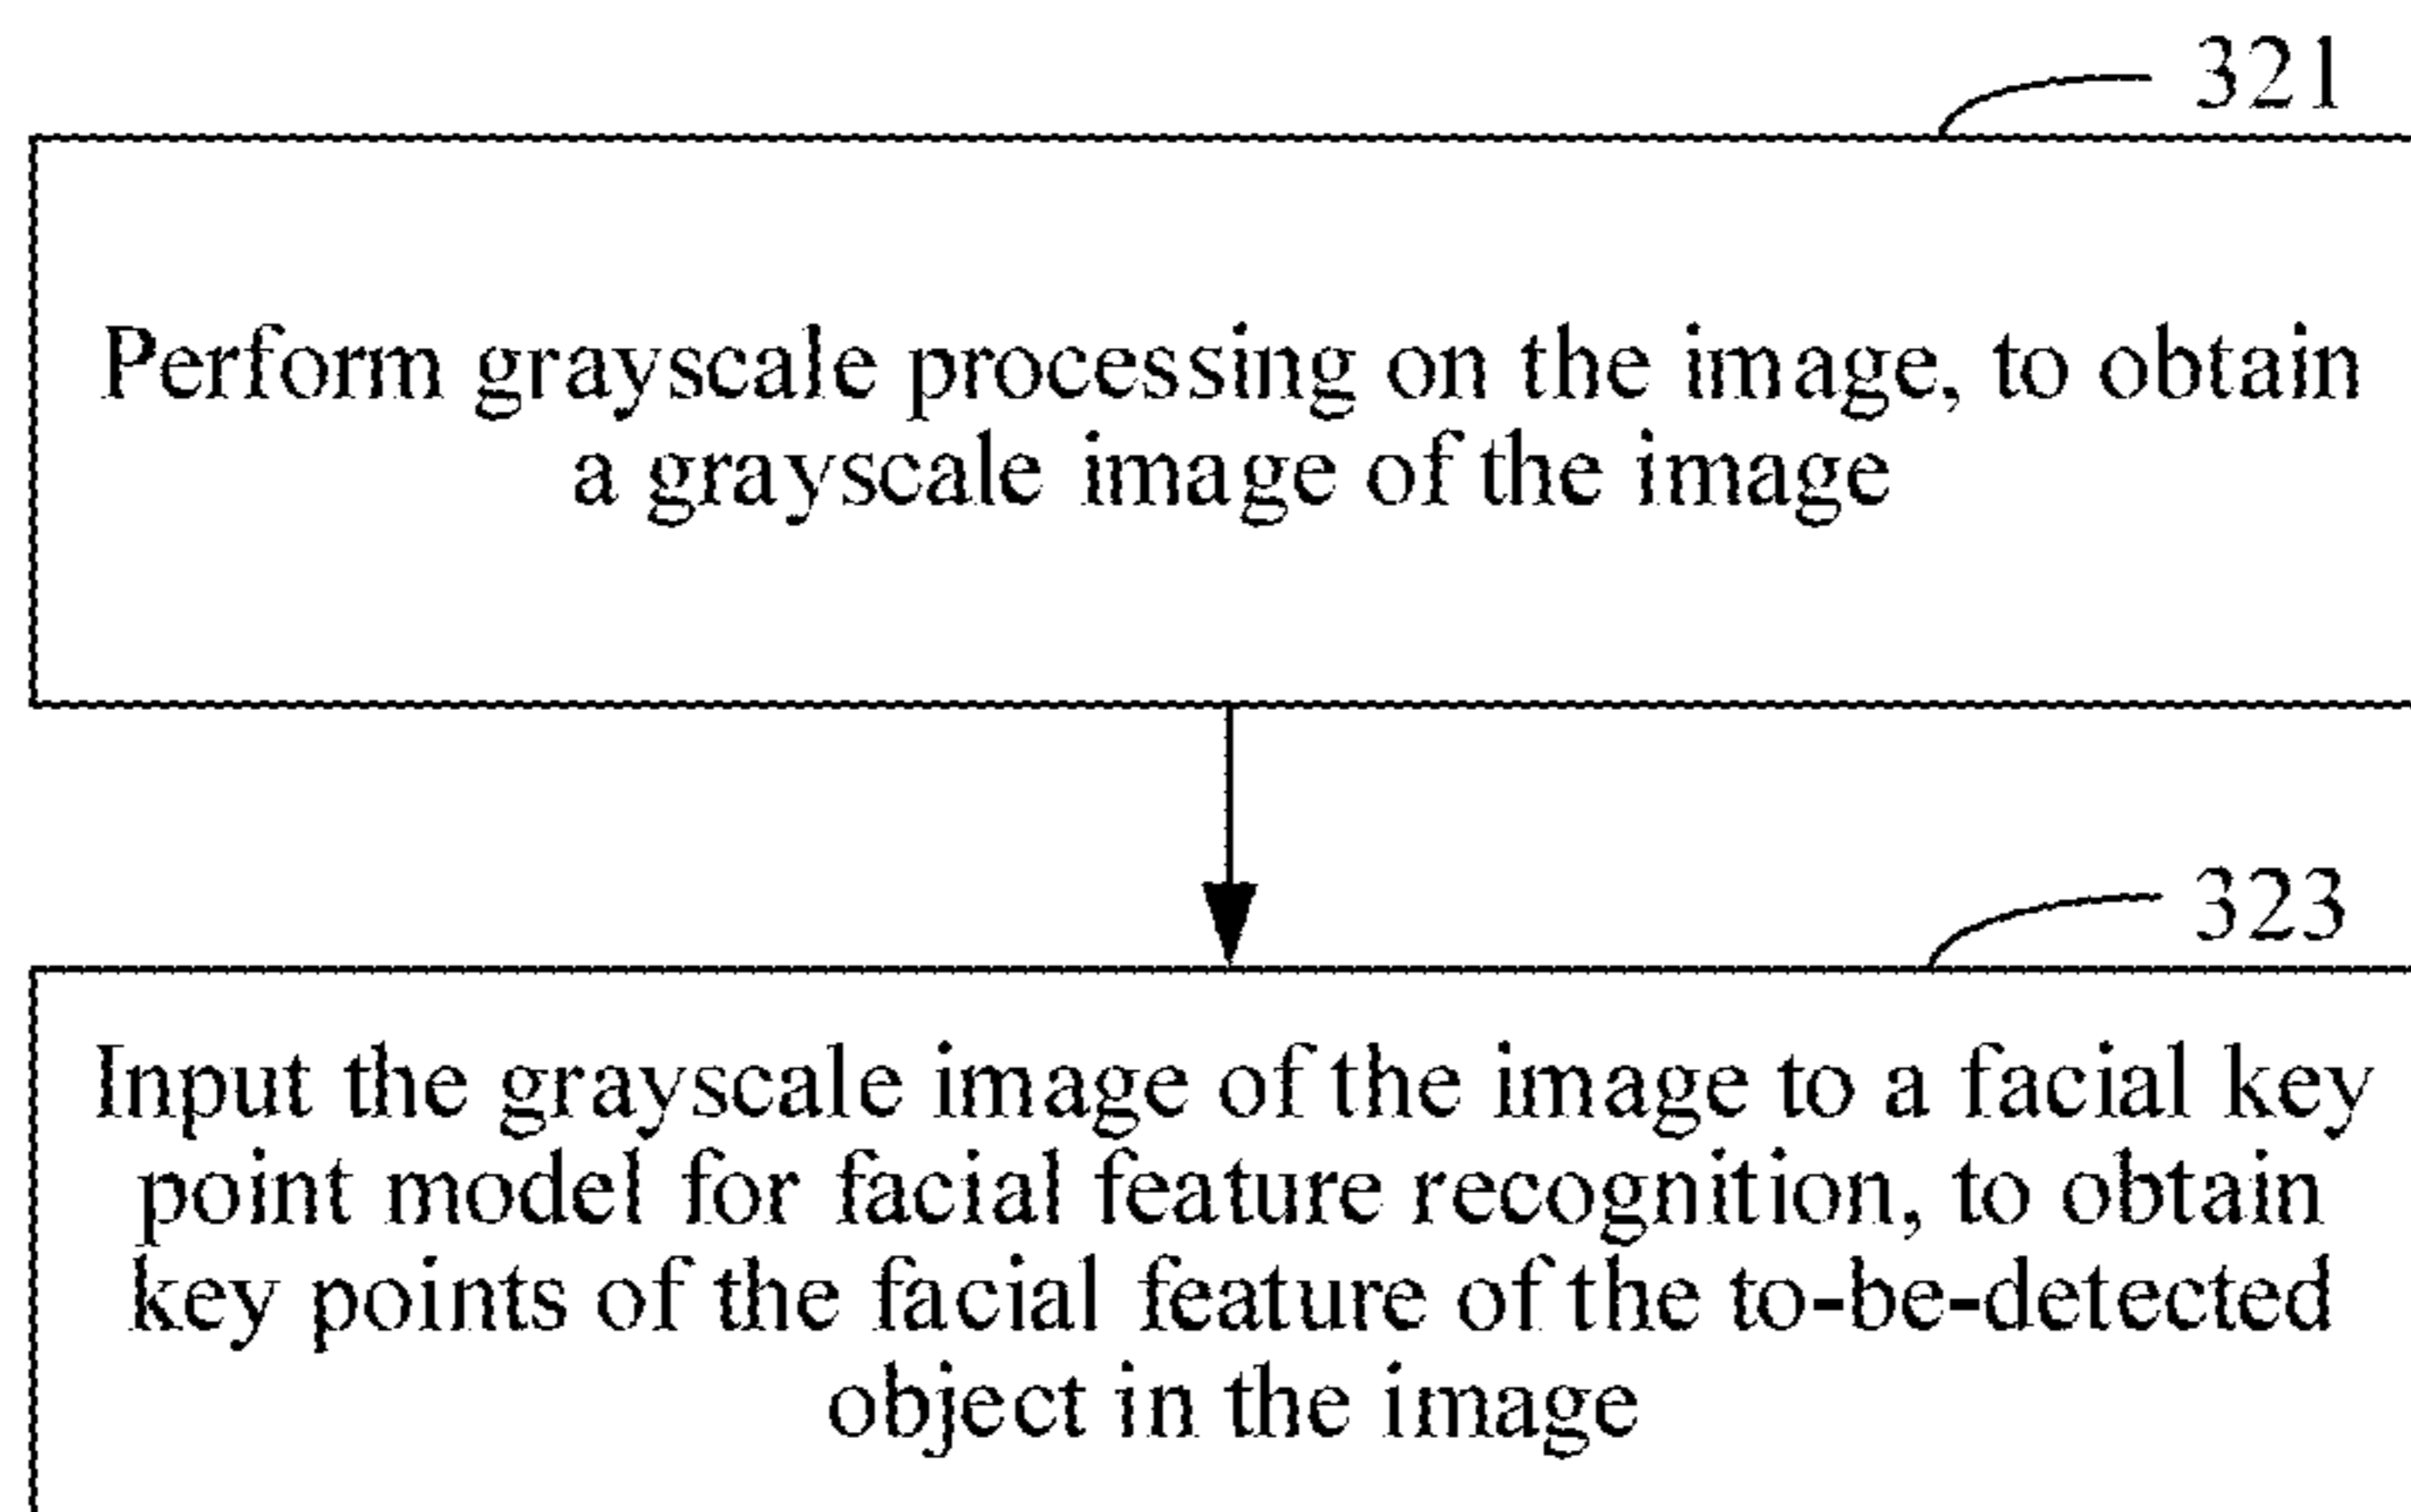 321
Perform grayscale processing on the image, to obtain
a grayscale image of the image
323
Input the grayscale image of the image to a facial key
point model for facial feature recognition, to obtain
key points of the facial feature of the to-be-detected
object in the image